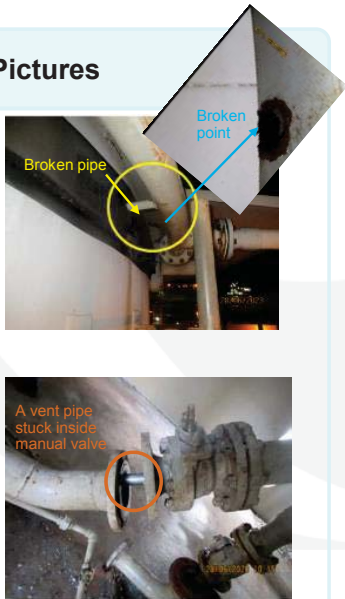 Pictures
Broken
point
Broken pipe
A vent pipe
stuck inside
manual valve